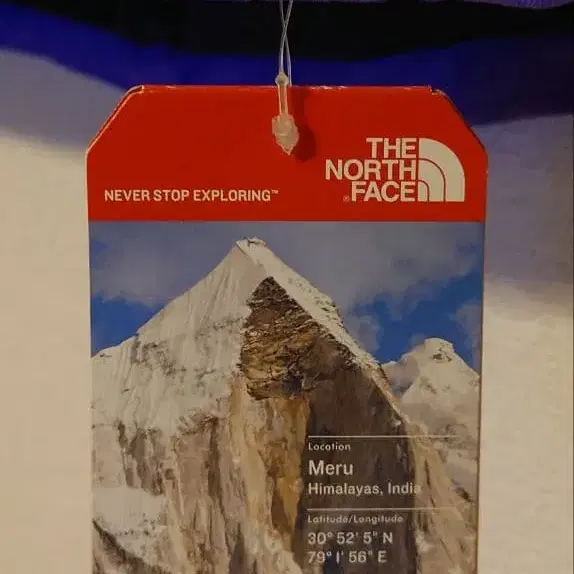 NEVER STOP EXPLORING™
THE
NORTH
FACE
®
Location
Meru
Himalayas, India
Latitude/Longitude
30° 52' 5" N
79° 1' 56" E